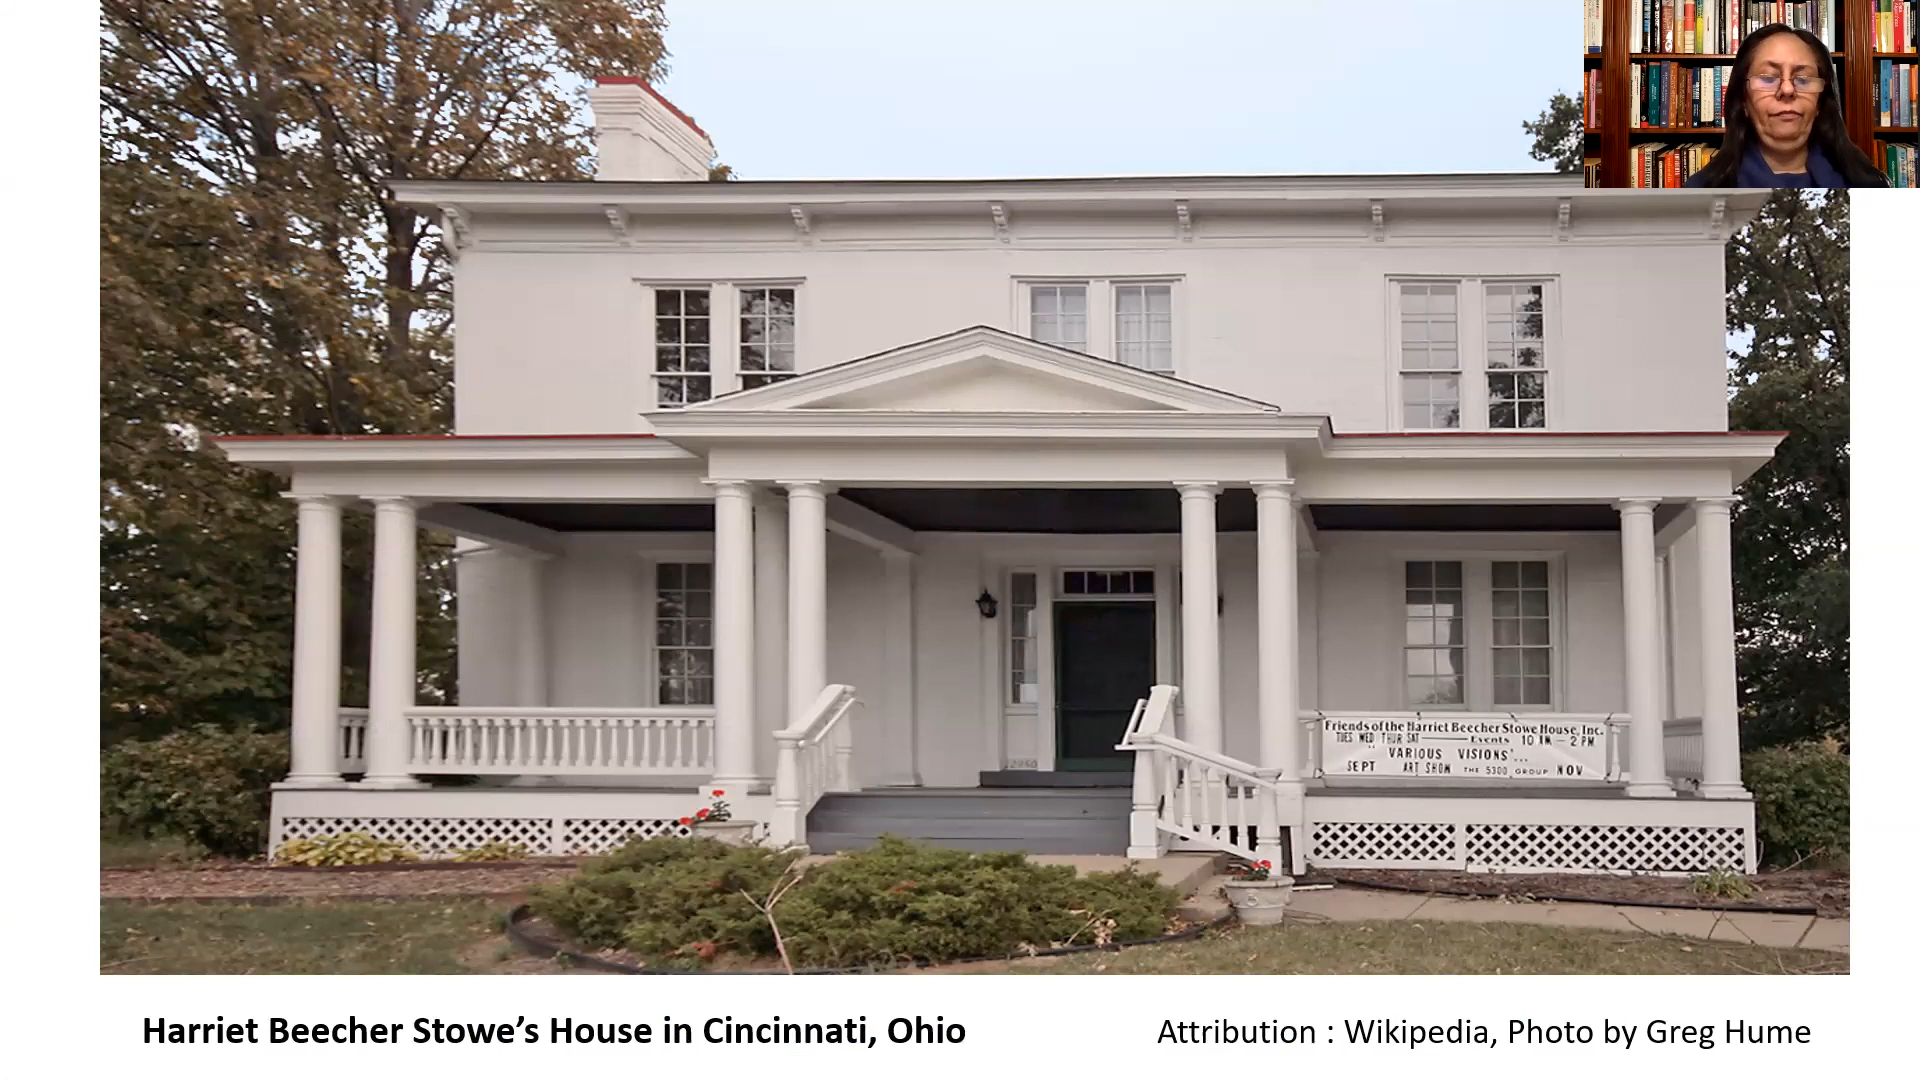 Friends of the Harriet Beecher Stowe House, Inc.
TUES WED THUR SAT Events 10 AM - 2 PM
"VARIOUS VISIONS"...
SEPT ART SHOW THE 5300 GROUP NOV
2950
Harriet Beecher Stowe’s House in Cincinnati, Ohio
Attribution : Wikipedia, Photo by Greg Hume